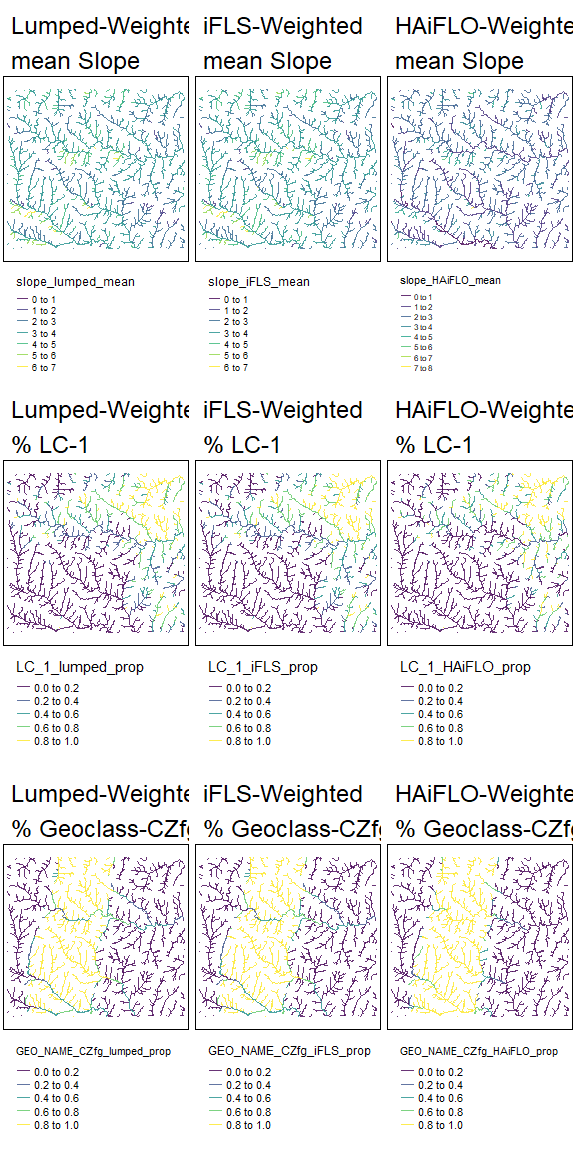 Lumped-Weighte
mean Slope
iFLS-Weighted
mean Slope
HAiFLO-Weighte
mean Slope
slope_lumped_mean
0 to 1
1 to 2
2 to 3
3 to 4
4 to 5
5 to 6
6 to 7
slope_iFLS_mean
0 to 1
1 to 2
2 to 3
3 to 4
4 to 5
5 to 6
6 to 7
slope_HAiFLO_mean
0 to 1
1 to 2
2 to 3
3 to 4
4 to 5
5 to 6
6 to 7
7 to 8
Lumped-Weighte
% LC-1
iFLS-Weighted
% LC-1
HAiFLO-Weighte
% LC-1
LC_1_lumped_prop
0.0 to 0.2
0.2 to 0.4
0.4 to 0.6
0.6 to 0.8
0.8 to 1.0
LC_1_iFLS_prop
0.0 to 0.2
0.2 to 0.4
0.4 to 0.6
0.6 to 0.8
0.8 to 1.0
LC_1_HAiFLO_prop
0.0 to 0.2
0.2 to 0.4
0.4 to 0.6
0.6 to 0.8
0.8 to 1.0
Lumped-Weighte
% Geoclass-CZfg
iFLS-Weighted
% Geoclass-CZfg
HAiFLO-Weighte
% Geoclass-CZfg
GEO_NAME_CZfg_lumped_prop
0.0 to 0.2
0.2 to 0.4
0.4 to 0.6
0.6 to 0.8
0.8 to 1.0
GEO_NAME_CZfg_iFLS_prop
0.0 to 0.2
0.2 to 0.4
0.4 to 0.6
0.6 to 0.8
0.8 to 1.0
GEO_NAME_CZfg_HAiFLO_prop
0.0 to 0.2
0.2 to 0.4
0.4 to 0.6
0.6 to 0.8
0.8 to 1.0